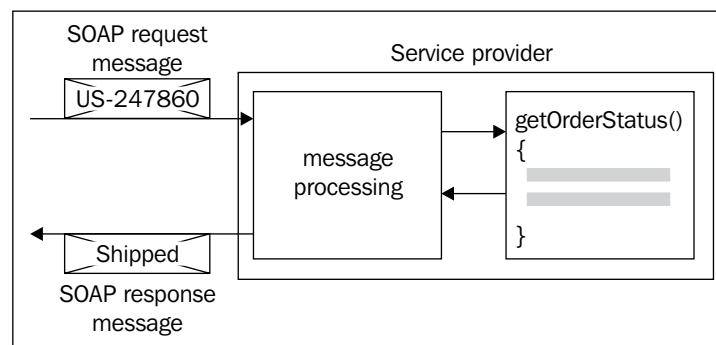 SOAP request
message
US-247860
Service provider
message
processing
getOrderStatus()
{
}
Shipped
SOAP response
message